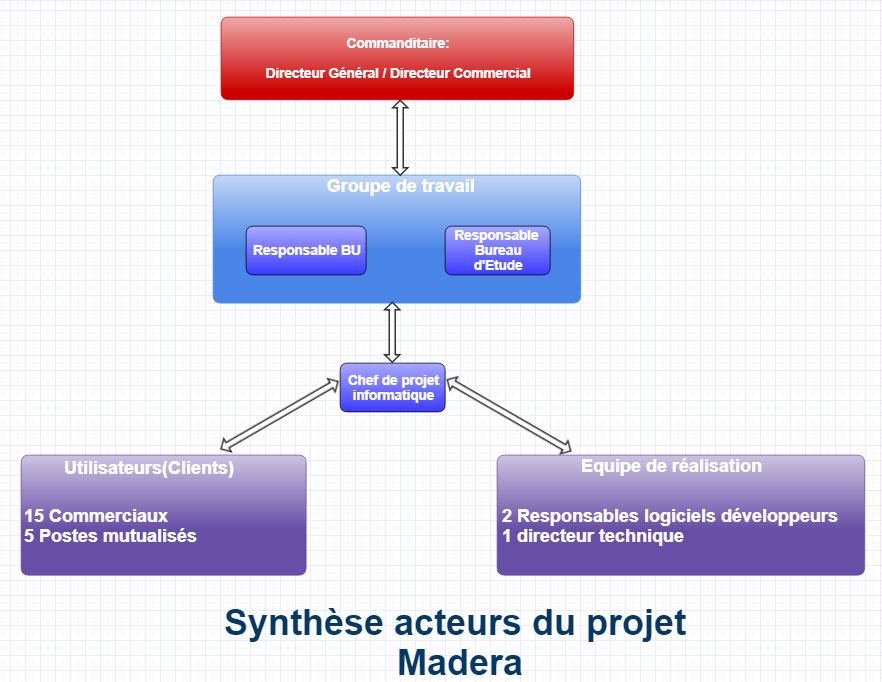 Commanditaire:
Directeur Général / Directeur Commercial
Groupe de travail
Responsable BU
Responsable
Bureau
d'Etude
Chef de projet
informatique
Utilisateurs(Clients)
15 Commerciaux
5 Postes mutualisés
Equipe de réalisation
2 Responsables logiciels développeurs
1 directeur technique
Synthèse acteurs du projet
Madera